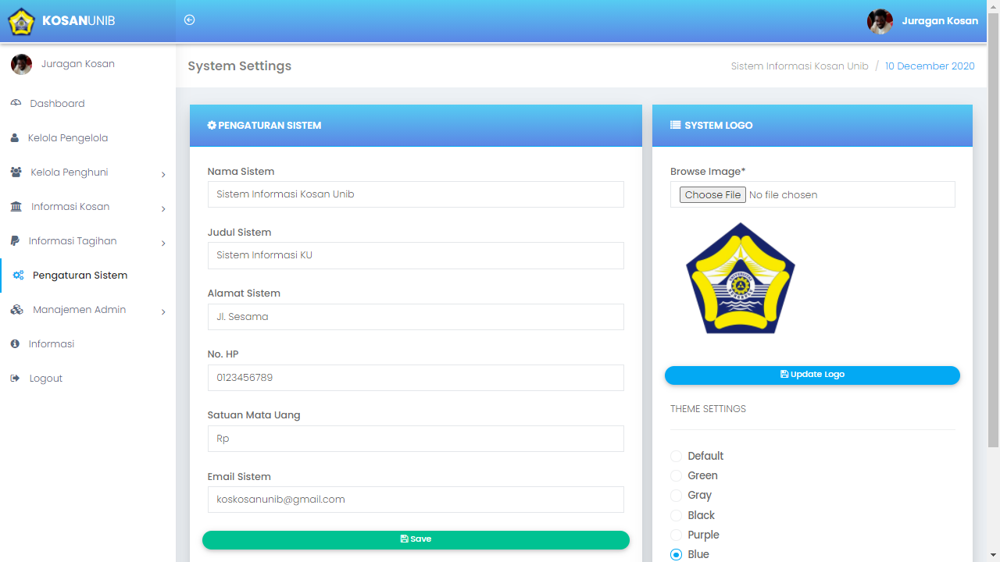 KOSANUNIB
Juragan Kosan
Juragan Kosan
Dashboard
Kelola Pengelola
Kelola Penghuni
Informasi Kosan
Informasi Tagihan
Pengaturan Sistem
Manajemen Admin
Informasi
Logout
System Settings
Sistem Informasi Kosan Unib / 10 December 2020
PENGATURAN SISTEM
Nama Sistem
Sistem Informasi Kosan Unib
Judul Sistem
Sistem Informasi KU
Alamat Sistem
Jl. Sesama
No. HP
0123456789
Satuan Mata Uang
Rp
Email Sistem
koskosanunib@gmail.com
Save
SYSTEM LOGO
Browse Image*
Choose File No file chosen
UNIVERSITAS
BENGKULU
Update Logo
THEME SETTINGS
Default
Green
Gray
Black
Purple
Blue